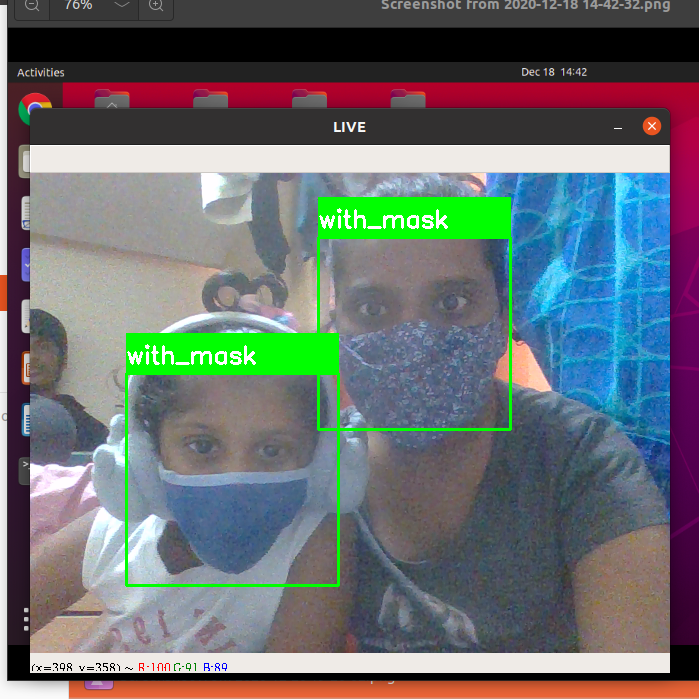 76%
Screenshot from 2020-12-18 14-42-32.png
Activities
Dec 18 14:42
LIVE
with_mask
with_mask
(x=398, y=358) ~ R:100 G:91 B:89